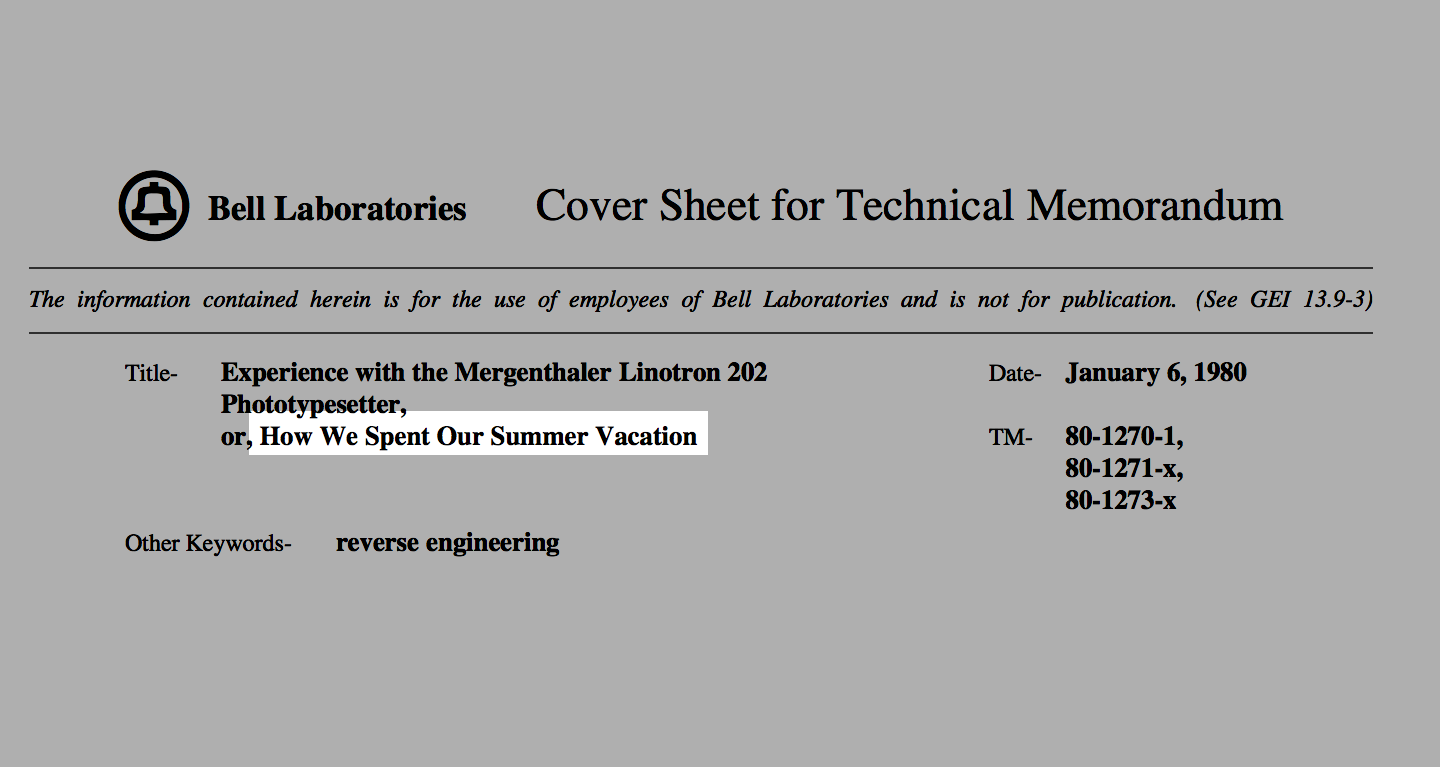 Bell Laboratories Cover Sheet for Technical Memorandum
The information contained herein is for the use of employees of Bell Laboratories and is not for publication. (See GEI 13.9-3)
Title- Experience with the Mergenthaler Linotron 202 Date- January 6, 1980
Phototypesetter,
or, How We Spent Our Summer Vacation TM- 80-1270-1,
80-1271-x,
80-1273-x
Other Keywords- reverse engineering